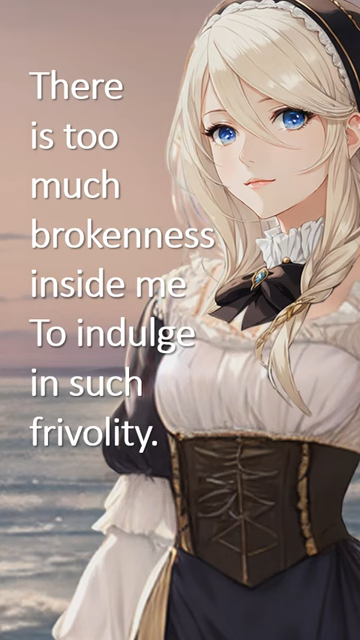 There
is too
much
brokenness
inside me
To indulge
in such
frivolity.